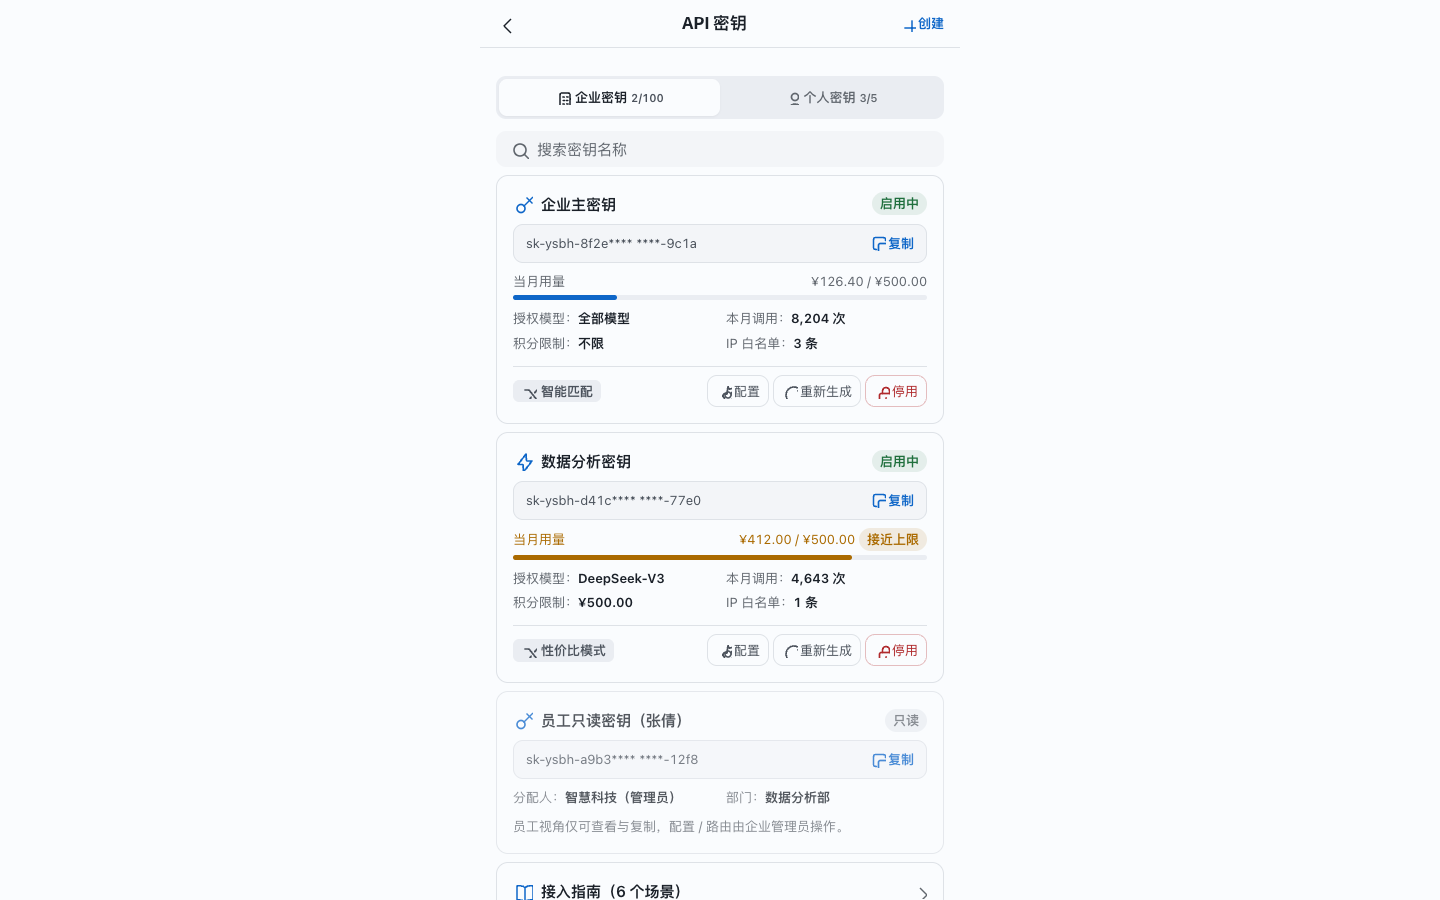 API 密钥
创建
企业密钥 2/100
个人密钥 3/5
搜索密钥名称
企业主密钥
启用中
sk-ysbh-8f2e**** ****-9c1a
复制
当月用量
¥126.40 / ¥500.00
授权模型：全部模型
本月调用：8,204 次
积分限制：不限
IP 白名单：3 条
智能匹配
配置
重新生成
停用
数据分析密钥
启用中
sk-ysbh-d41c**** ****-77e0
复制
当月用量
¥412.00 / ¥500.00 接近上限
授权模型：DeepSeek-V3
本月调用：4,643 次
积分限制：¥500.00
IP 白名单：1 条
性价比模式
配置
重新生成
停用
员工只读密钥（张倩）
只读
sk-ysbh-a9b3**** ****-12f8
复制
分配人：智慧科技（管理员）
部门：数据分析部
员工视角仅可查看与复制，配置 / 路由由企业管理员操作。
接入指南（6 个场景）